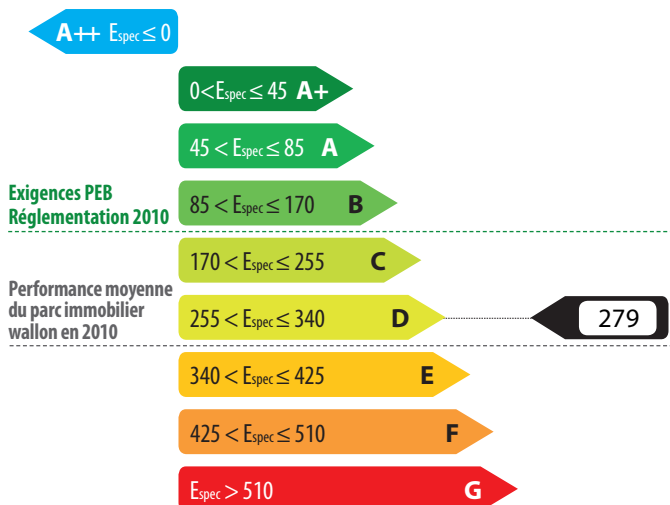 A++ Espec ≤ 0
0<Espec ≤ 45 A+
45 < Espec ≤ 85 A
Exigences PEB
Réglementation 2010
85 < Espec ≤ 170 B
170 < Espec ≤ 255 C
Performance moyenne
du parc immobilier
wallon en 2010
255 < Espec ≤ 340 D
279
340 < Espec ≤ 425 E
425 < Espec ≤ 510 F
Espec > 510 G